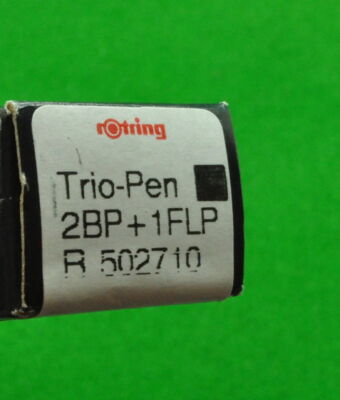 rotring
Trio-Pen
2BP+1FLP
R 502710